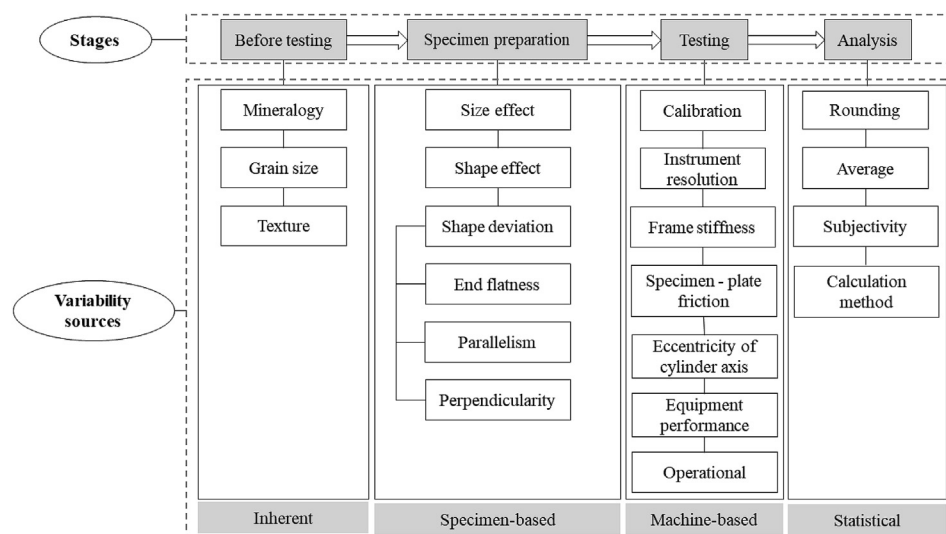 Stages
Before testing
Specimen preparation
Testing
Analysis
Variability
sources
Mineralogy
Grain size
Texture
Inherent
Size effect
Shape effect
Shape deviation
End flatness
Parallelism
Perpendicularity
Specimen-based
Calibration
Instrument
resolution
Frame stiffness
Specimen - plate
friction
Eccentricity of
cylinder axis
Equipment
performance
Operational
Machine-based
Rounding
Average
Subjectivity
Calculation
method
Statistical